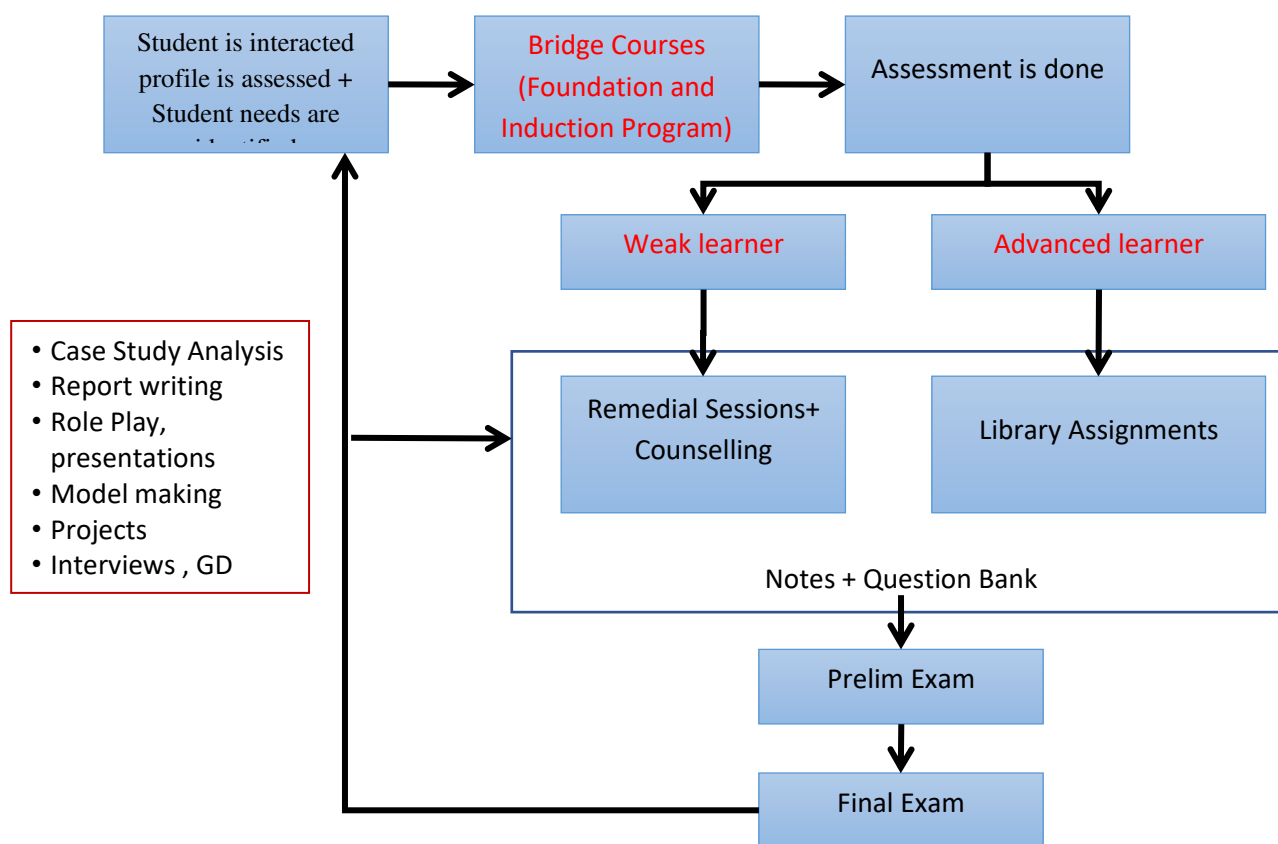 Student is interacted
profile is assessed +
Student needs are
Bridge Courses
(Foundation and
Induction Program)
Assessment is done
Weak learner
Advanced learner
• Case Study Analysis
• Report writing
• Role Play,
presentations
• Model making
• Projects
• Interviews , GD
Remedial Sessions+
Counselling
Library Assignments
Notes + Question Bank
Prelim Exam
Final Exam